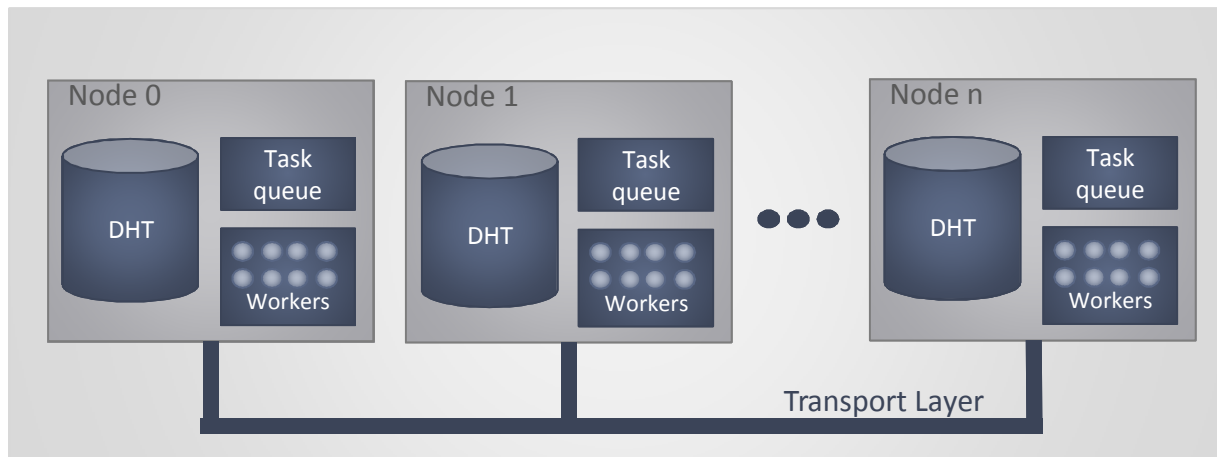 Node 0
DHT
Task
queue
Workers
Node 1
DHT
Task
queue
Workers
Node n
DHT
Task
queue
Workers
Transport Layer